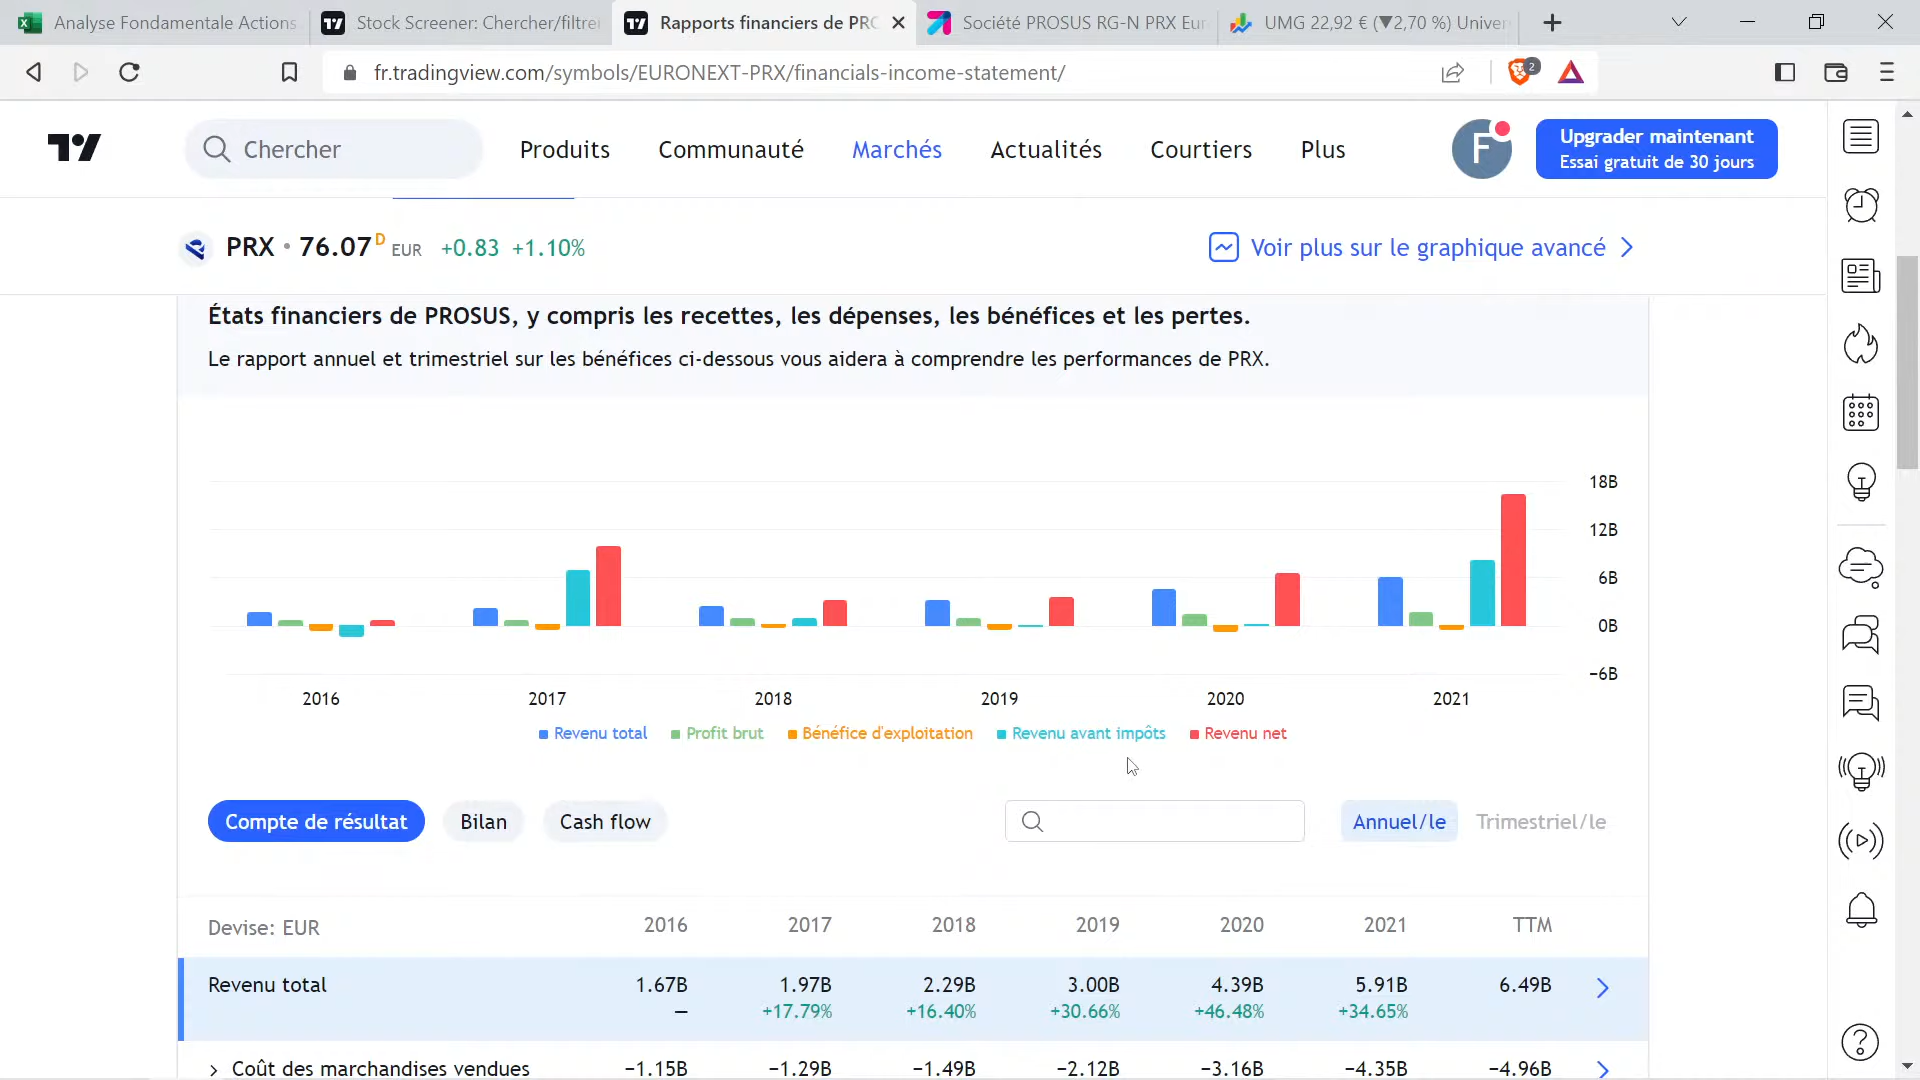 Analyse Fondamentale Actions
Stock Screener: Chercher/filtrer
Rapports financiers de PRO
Société PROSUS RG-N PRX Eur
UMG 22,92 € (▼2,70 %) Univer
fr.tradingview.com/symbols/EURONEXT-PRX/financials-income-statement/
2
Chercher
Produits
Communauté
Marchés
Actualités
Courtiers
Plus
F
Upgrader maintenant
Essai gratuit de 30 jours
PRX • 76.07 D EUR +0.83 +1.10%
Voir plus sur le graphique avancé
États financiers de PROSUS, y compris les recettes, les dépenses, les bénéfices et les pertes.
Le rapport annuel et trimestriel sur les bénéfices ci-dessous vous aidera à comprendre les performances de PRX.
18B
12B
6B
0B
−6B
2016 2017 2018 2019 2020 2021
Revenu total Profit brut Bénéfice d'exploitation Revenu avant impôts Revenu net
Compte de résultat Bilan Cash flow Annuel/le Trimestriel/le
Devise: EUR 2016 2017 2018 2019 2020 2021 TTM
Revenu total 1.67B 1.97B 2.29B 3.00B 4.39B 5.91B 6.49B
— +17.79% +16.40% +30.66% +46.48% +34.65%
Coût des marchandises vendues −1.15B −1.29B −1.49B −2.12B −3.16B −4.35B −4.96B